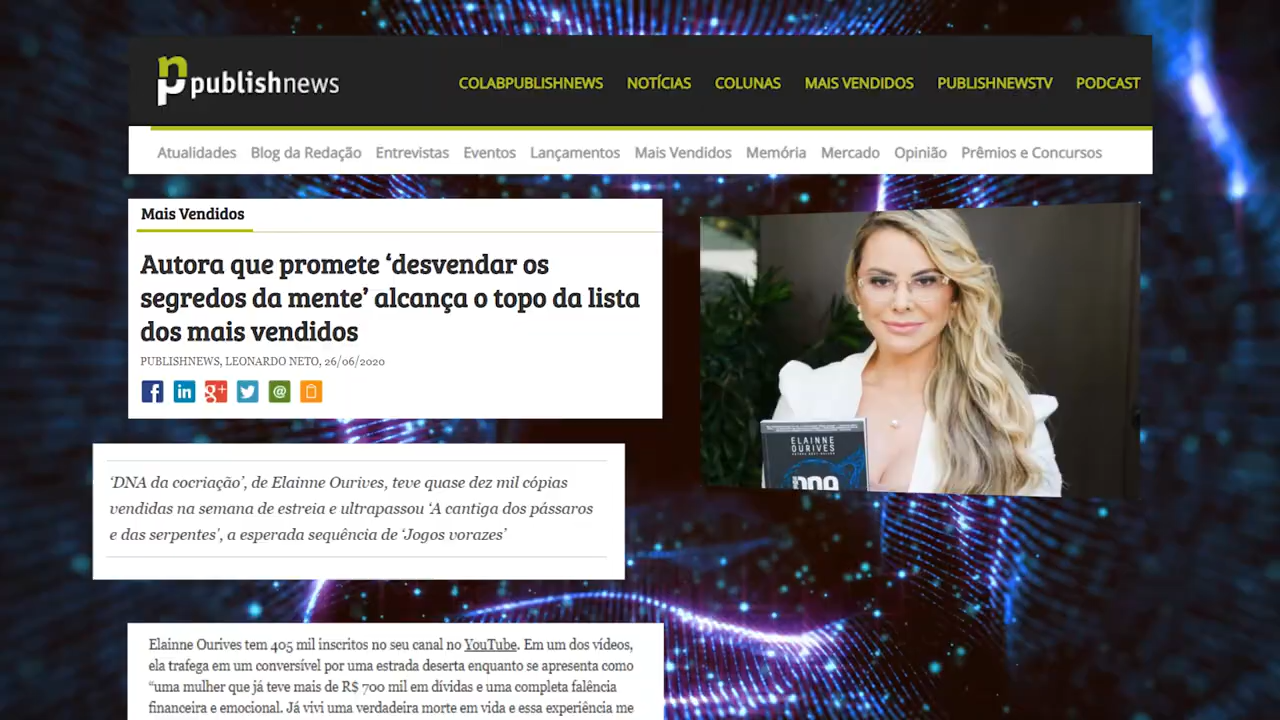 publishnews
COLABPUBLISHNEWS NOTÍCIAS COLUNAS MAIS VENDIDOS PUBLISHNEWSTV PODCAST
Atualidades Blog da Redação Entrevistas Eventos Lançamentos Mais Vendidos Memória Mercado Opinião Prêmios e Concursos
Mais Vendidos
Autora que promete ‘desvendar os
segredos da mente’ alcança o topo da lista
dos mais vendidos
PUBLISHNEWS, LEONARDO NETO, 26/06/2020
‘DNA da cocriação’, de Elainne Ourives, teve quase dez mil cópias
vendidas na semana de estreia e ultrapassou ‘A cantiga dos pássaros
e das serpentes’, a esperada sequência de ‘Jogos vorazes’
Elainne Ourives tem 405 mil inscritos no seu canal no YouTube. Em um dos vídeos,
ela trafega em um conversível por uma estrada deserta enquanto se apresenta como
“uma mulher que já teve mais de R$ 700 mil em dívidas e uma completa falência
financeira e emocional. Já vivi uma verdadeira morte em vida e essa experiência me
ELAINNE
OURIVES
DNA